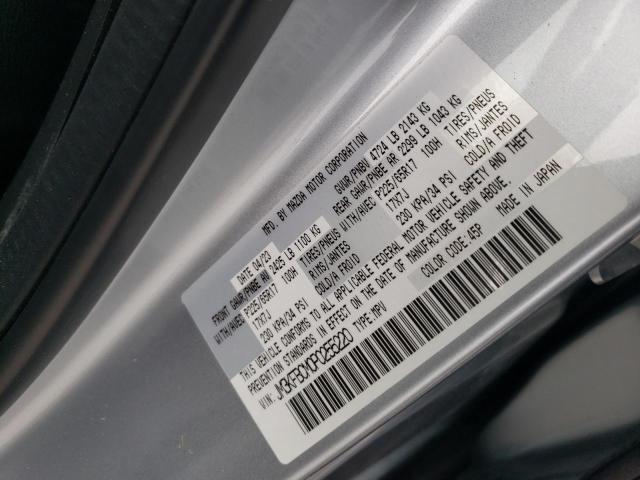 MFD. BY MAZDA MOTOR CORPORATION
DATE 04/23 GVWR/PNBV 4724 LB 2143 KG
FRONT GAWR/PNBE AV 2425 LB 1100 KG REAR GAWR/PNBE AR 2299 LB 1043 KG
WITH/AVEC P225/65R17 100H TIRES/PNEUS WITH/AVEC P225/65R17 100H TIRES/PNEUS
17X7J RIMS/JANTES 17X7J RIMS/JANTES
230 KPA/34 PSI COLD/A FROID 230 KPA/34 PSI COLD/A FROID
THIS VEHICLE CONFORMS TO ALL APPLICABLE FEDERAL MOTOR VEHICLE SAFETY AND THEFT
PREVENTION STANDARDS IN EFFECT ON THE DATE OF MANUFACTURE SHOWN ABOVE.
VIN: TYPE:MPV COLOR CODE:45P MADE IN JAPAN